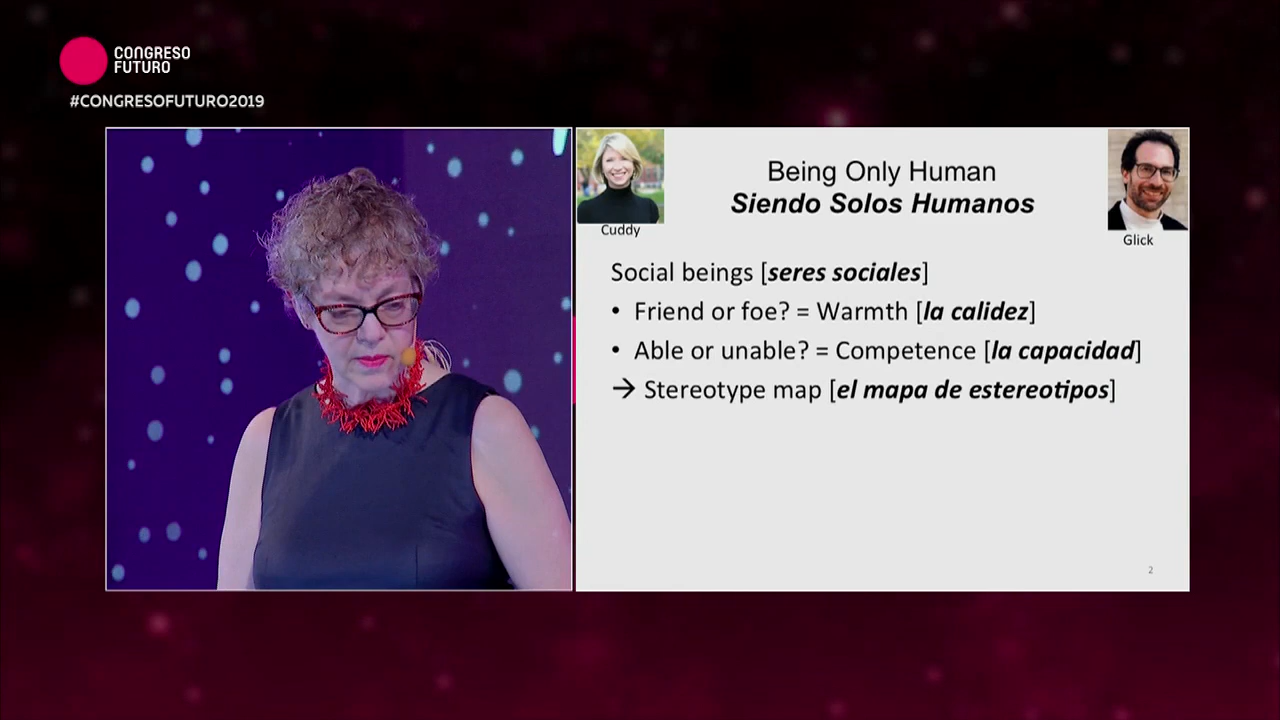 CONGRESO
FUTURO
#CONGRESOFUTURO2019
Cuddy
Being Only Human
Siendo Solos Humanos
Glick
Social beings [seres sociales]
• Friend or foe? = Warmth [la calidez]
• Able or unable? = Competence [la capacidad]
→ Stereotype map [el mapa de estereotipos]
2